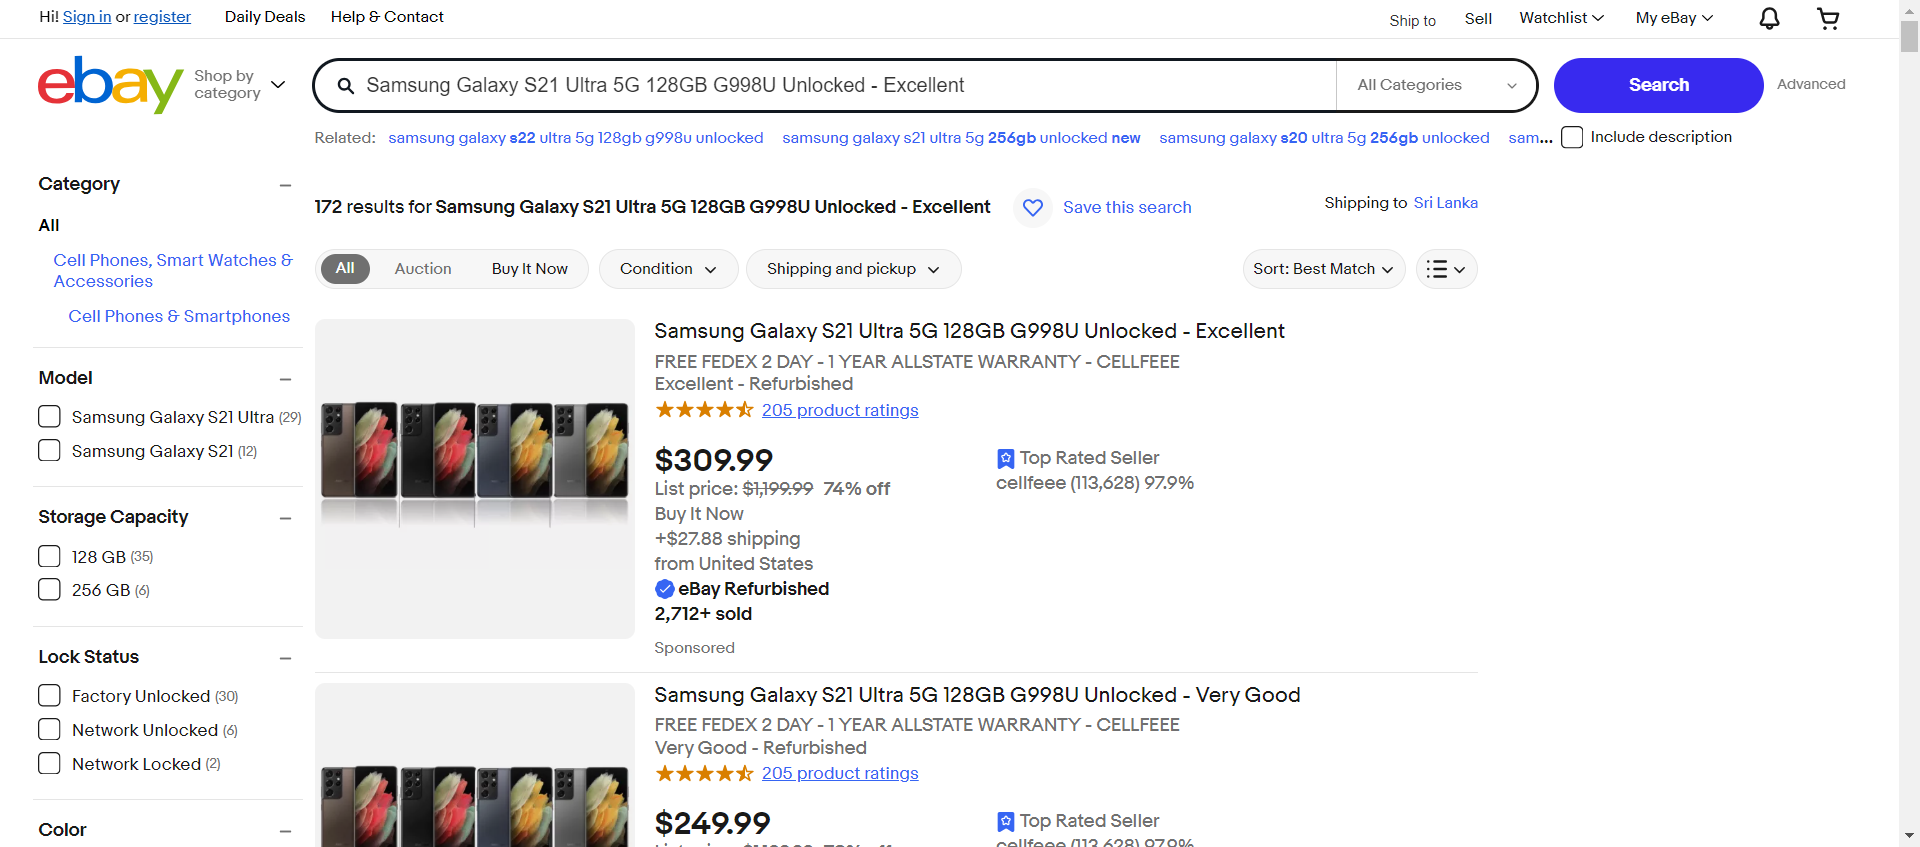 Hi! Sign in or register
Daily Deals
Help & Contact
Ship to
Sell
Watchlist
My eBay
ebay
Shop by
category
Samsung Galaxy S21 Ultra 5G 128GB G998U Unlocked - Excellent
All Categories
Search
Advanced
Related: samsung galaxy s22 ultra 5g 128gb g998u unlocked samsung galaxy s21 ultra 5g 256gb unlocked new samsung galaxy s20 ultra 5g 256gb unlocked sam...
Include description
Category
All
Cell Phones, Smart Watches &
Accessories
Cell Phones & Smartphones
Model
Samsung Galaxy S21 Ultra (29)
Samsung Galaxy S21 (12)
Storage Capacity
128 GB (35)
256 GB (6)
Lock Status
Factory Unlocked (30)
Network Unlocked (6)
Network Locked (2)
Color
172 results for Samsung Galaxy S21 Ultra 5G 128GB G998U Unlocked - Excellent
Save this search
Shipping to Sri Lanka
All
Auction
Buy It Now
Condition
Shipping and pickup
Sort: Best Match
Samsung Galaxy S21 Ultra 5G 128GB G998U Unlocked - Excellent
FREE FEDEX 2 DAY - 1 YEAR ALLSTATE WARRANTY - CELLFEEE
Excellent - Refurbished
205 product ratings
$309.99
List price: $1,199.99 74% off
Buy It Now
+$27.88 shipping
from United States
eBay Refurbished
2,712+ sold
Sponsored
Top Rated Seller
cellfeee (113,628) 97.9%
Samsung Galaxy S21 Ultra 5G 128GB G998U Unlocked - Very Good
FREE FEDEX 2 DAY - 1 YEAR ALLSTATE WARRANTY - CELLFEEE
Very Good - Refurbished
205 product ratings
$249.99
Top Rated Seller
cellfeee (113,628) 97.9%